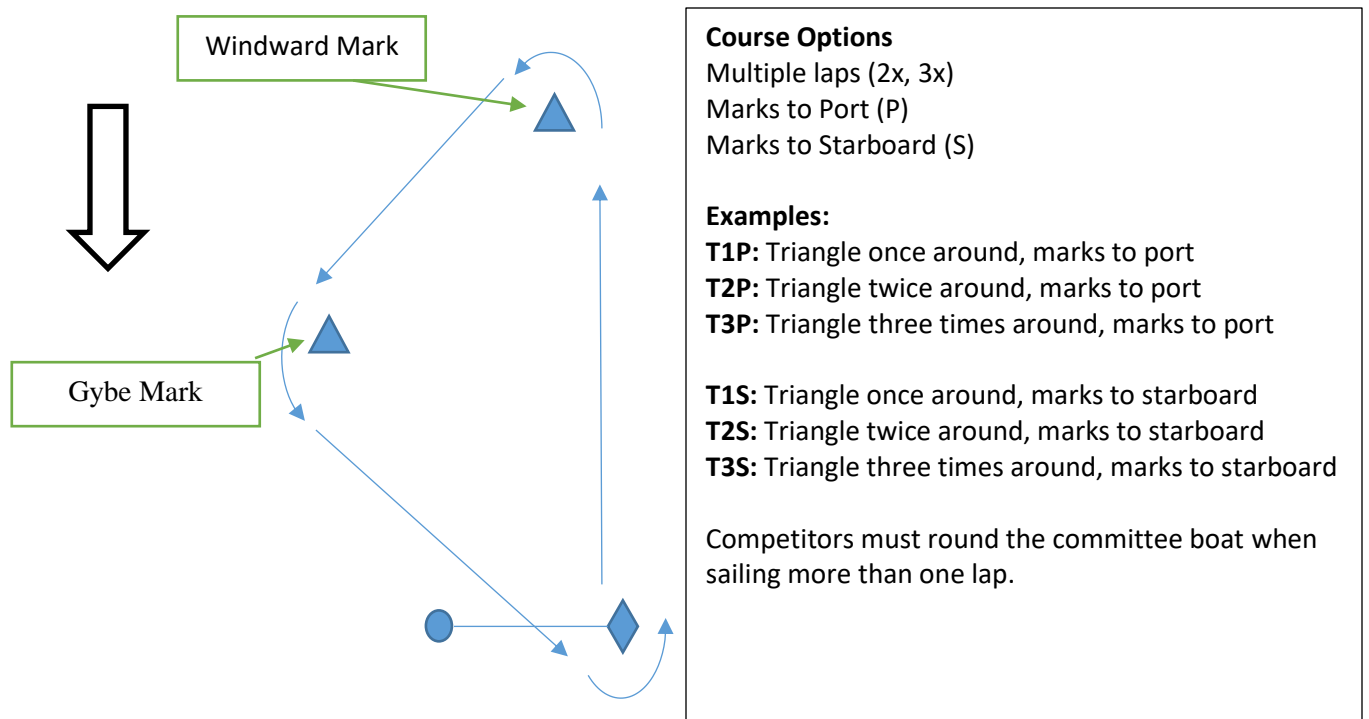 Windward Mark
Gybe Mark
Course Options
Multiple laps (2x, 3x)
Marks to Port (P)
Marks to Starboard (S)
Examples:
T1P: Triangle once around, marks to port
T2P: Triangle twice around, marks to port
T3P: Triangle three times around, marks to port
T1S: Triangle once around, marks to starboard
T2S: Triangle twice around, marks to starboard
T3S: Triangle three times around, marks to starboard
Competitors must round the committee boat when
sailing more than one lap.